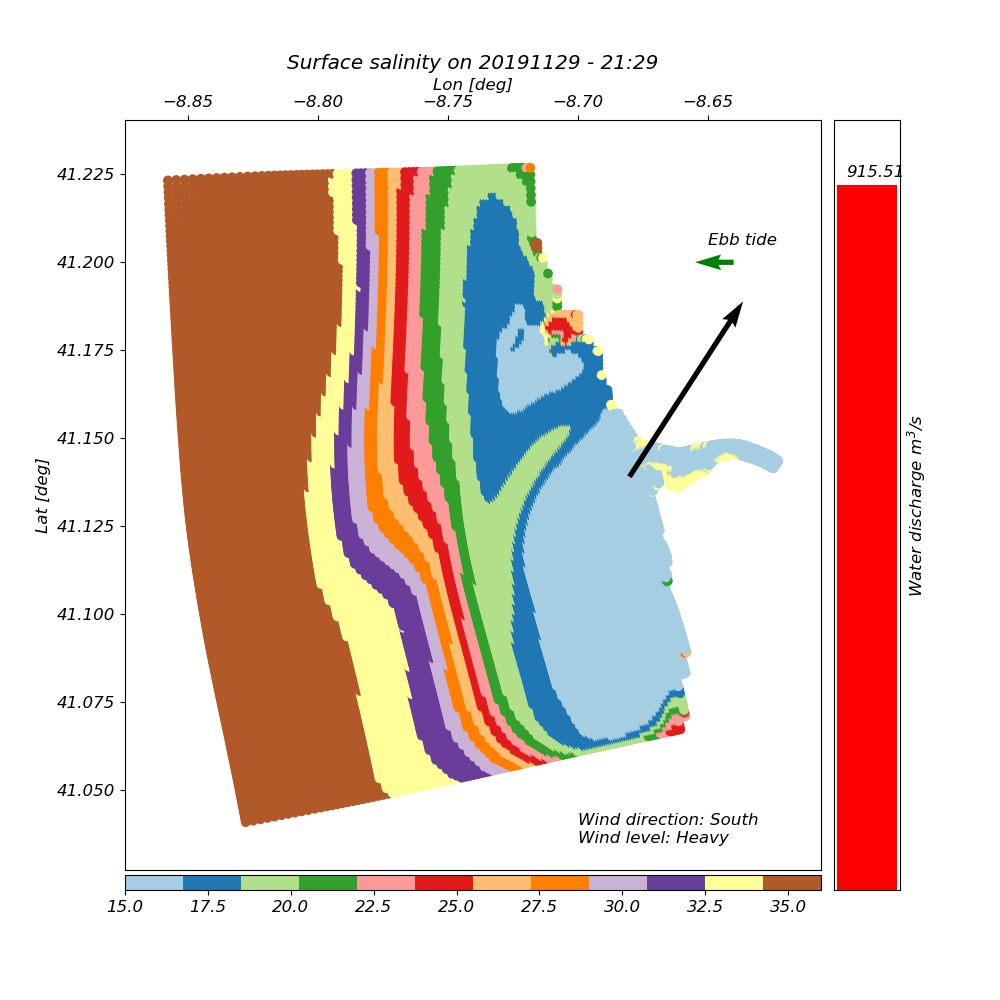 Surface salinity on 20191129 - 21:29
Lon [deg]
−8.85 −8.80 −8.75 −8.70 −8.65
915.51
41.225
41.200
41.175
41.150
41.125
41.100
41.075
41.050
Lat [deg]
Ebb tide
Water discharge m³/s
Wind direction: South
Wind level: Heavy
15.0 17.5 20.0 22.5 25.0 27.5 30.0 32.5 35.0